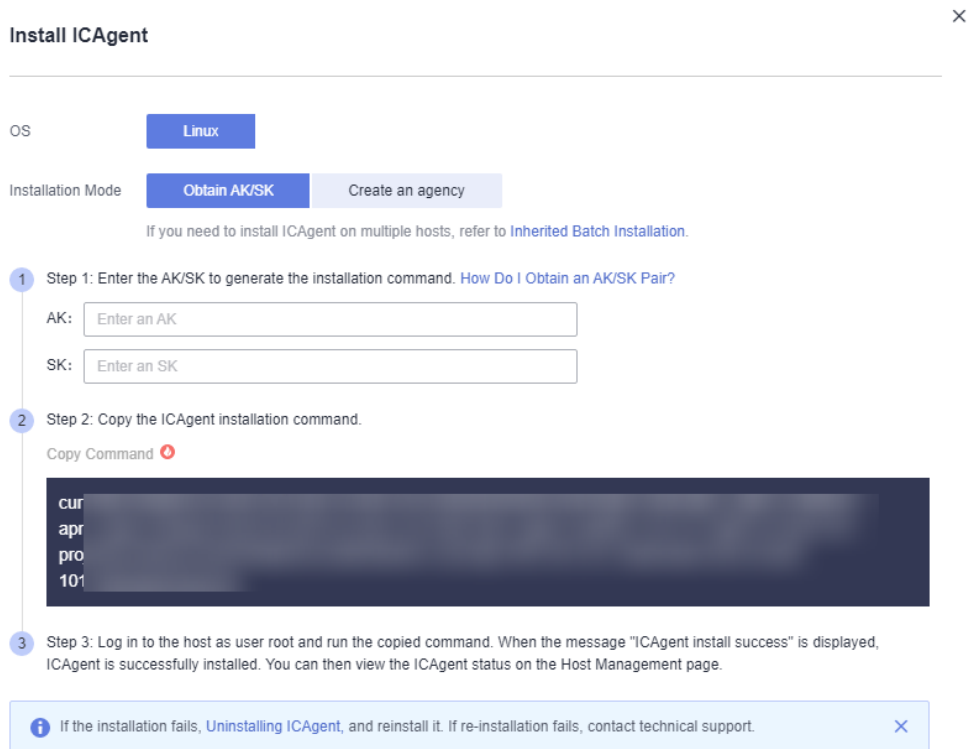 Install ICAgent
OS
Linux
Installation Mode
Obtain AK/SK
Create an agency
If you need to install ICAgent on multiple hosts, refer to Inherited Batch Installation.
1
Step 1: Enter the AK/SK to generate the installation command. How Do I Obtain an AK/SK Pair?
AK:
Enter an AK
SK:
Enter an SK
2
Step 2: Copy the ICAgent installation command.
Copy Command
cur
apr
pro
101
3
Step 3: Log in to the host as user root and run the copied command. When the message "ICAgent install success" is displayed,
ICAgent is successfully installed. You can then view the ICAgent status on the Host Management page.
If the installation fails, Uninstalling ICAgent, and reinstall it. If re-installation fails, contact technical support.